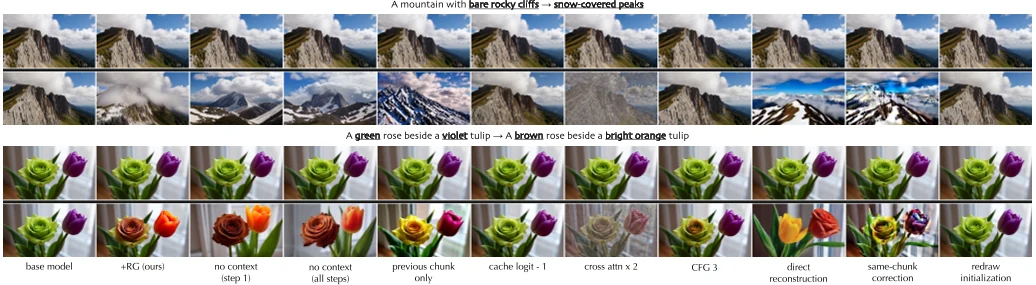 A mountain with bare rocky cliffs → snow-covered peaks
A green rose beside a violet tulip → A brown rose beside a bright orange tulip
base model
+RG (ours)
no context
(step 1)
no context
(all steps)
previous chunk
only
cache logit - 1
cross attn x 2
CFG 3
direct
reconstruction
same-chunk
correction
redraw
initialization